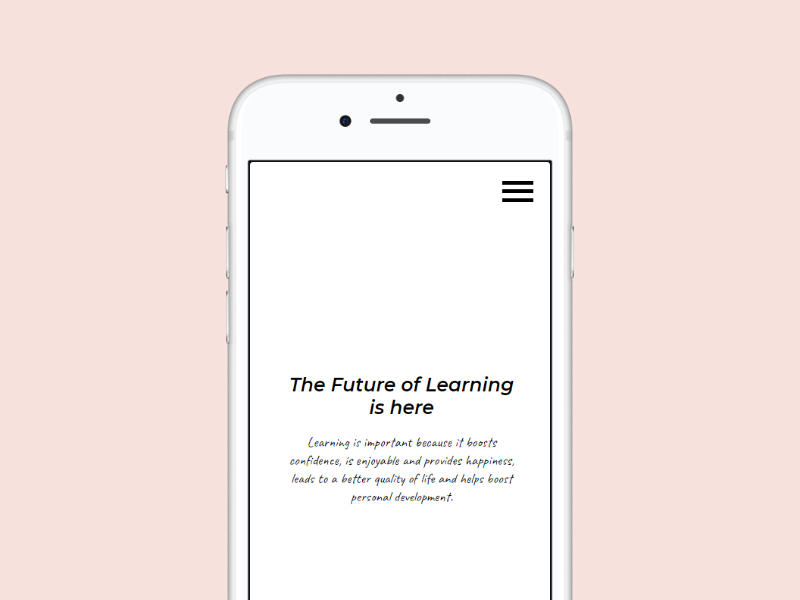 The Future of Learning
is here
Learning is important because it boosts
confidence, is enjoyable and provides happiness,
leads to a better quality of life and helps boost
personal development.